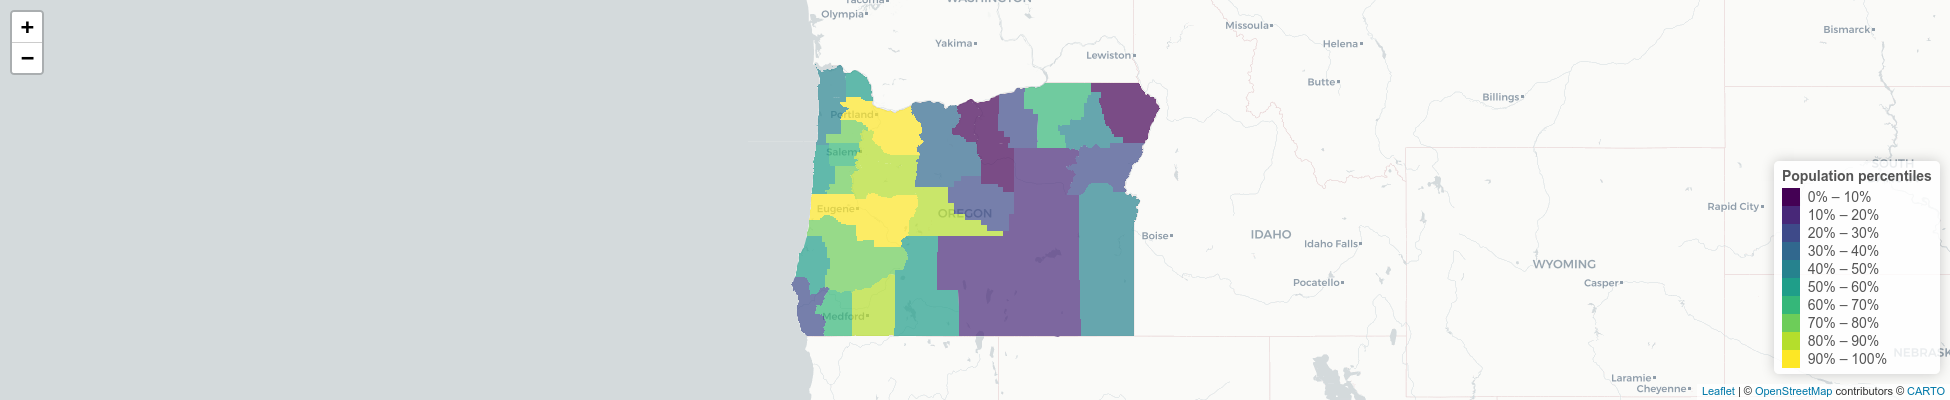 +
−
Tacoma
WASHINGTON
Olympia
Yakima
Lewiston
Missoula
Helena
Butte
Bismarck
Billings
Portland
Salem
Eugene
OREGON
Medford
Boise
IDAHO
Idaho Falls
Pocatello
WYOMING
Casper
Rapid City
SOUTH
NEBRASK
Laramie
Cheyenne
Population percentiles
0% – 10%
10% – 20%
20% – 30%
30% – 40%
40% – 50%
50% – 60%
60% – 70%
70% – 80%
80% – 90%
90% – 100%
Leaflet | © OpenStreetMap contributors © CARTO